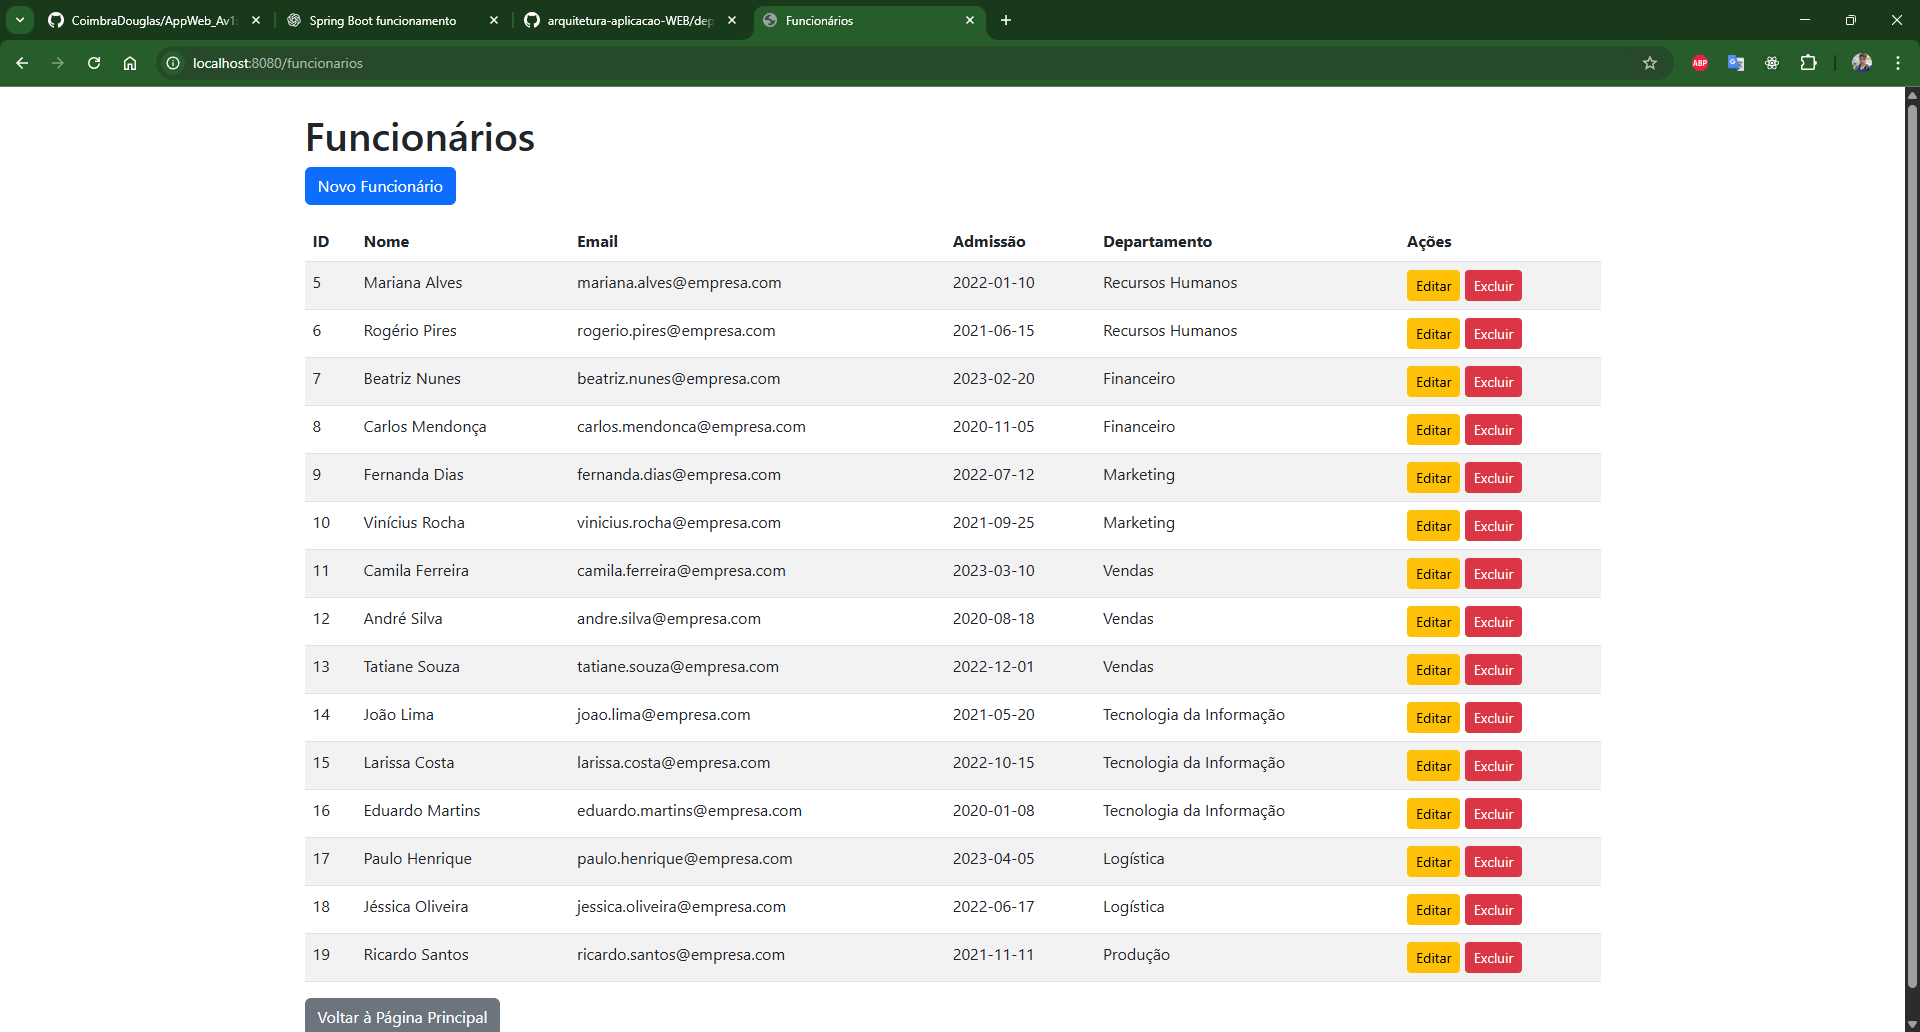 CoimbraDouglas/AppWeb_Av1
Spring Boot funcionamento
arquitetura-aplicacao-WEB/dep
Funcionários
localhost:8080/funcionarios
ABP
Funcionários
Novo Funcionário
ID Nome Email Admissão Departamento Ações
5 Mariana Alves mariana.alves@empresa.com 2022-01-10 Recursos Humanos Editar Excluir
6 Rogério Pires rogerio.pires@empresa.com 2021-06-15 Recursos Humanos Editar Excluir
7 Beatriz Nunes beatriz.nunes@empresa.com 2023-02-20 Financeiro Editar Excluir
8 Carlos Mendonça carlos.mendonca@empresa.com 2020-11-05 Financeiro Editar Excluir
9 Fernanda Dias fernanda.dias@empresa.com 2022-07-12 Marketing Editar Excluir
10 Vinícius Rocha vinicius.rocha@empresa.com 2021-09-25 Marketing Editar Excluir
11 Camila Ferreira camila.ferreira@empresa.com 2023-03-10 Vendas Editar Excluir
12 André Silva andre.silva@empresa.com 2020-08-18 Vendas Editar Excluir
13 Tatiane Souza tatiane.souza@empresa.com 2022-12-01 Vendas Editar Excluir
14 João Lima joao.lima@empresa.com 2021-05-20 Tecnologia da Informação Editar Excluir
15 Larissa Costa larissa.costa@empresa.com 2022-10-15 Tecnologia da Informação Editar Excluir
16 Eduardo Martins eduardo.martins@empresa.com 2020-01-08 Tecnologia da Informação Editar Excluir
17 Paulo Henrique paulo.henrique@empresa.com 2023-04-05 Logística Editar Excluir
18 Jéssica Oliveira jessica.oliveira@empresa.com 2022-06-17 Logística Editar Excluir
19 Ricardo Santos ricardo.santos@empresa.com 2021-11-11 Produção Editar Excluir
Voltar à Página Principal